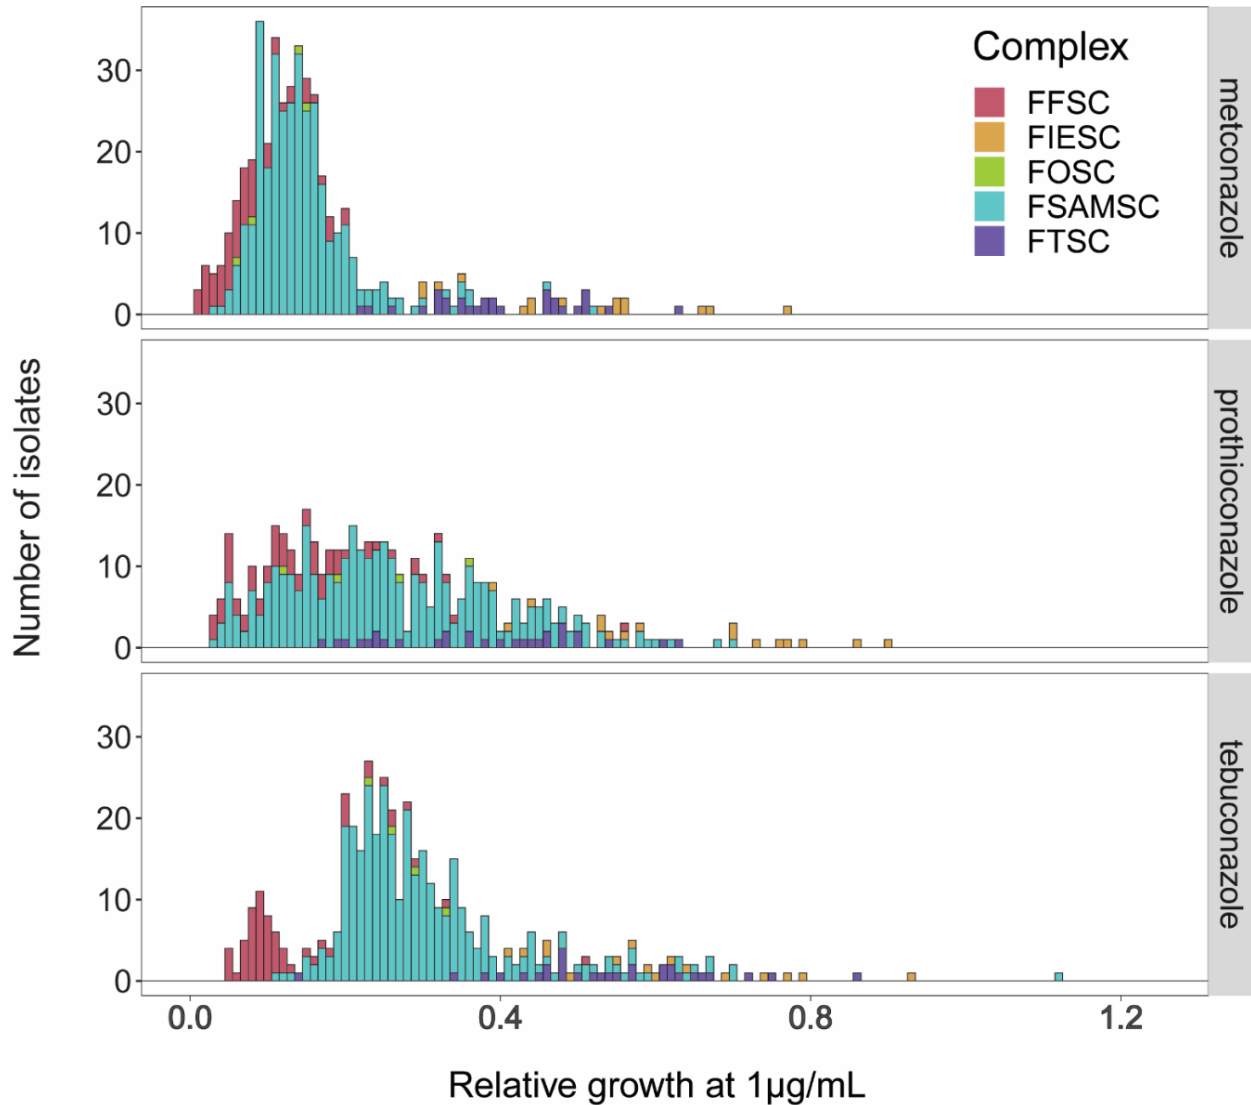 Complex
FFSC
FIESC
FOSC
FSAMSC
FTSC
30
20
10
0
metconazole
Number of isolates
30
20
10
0
prothioconazole
30
20
10
0
tebuconazole
0.0 0.4 0.8 1.2
Relative growth at 1µg/mL